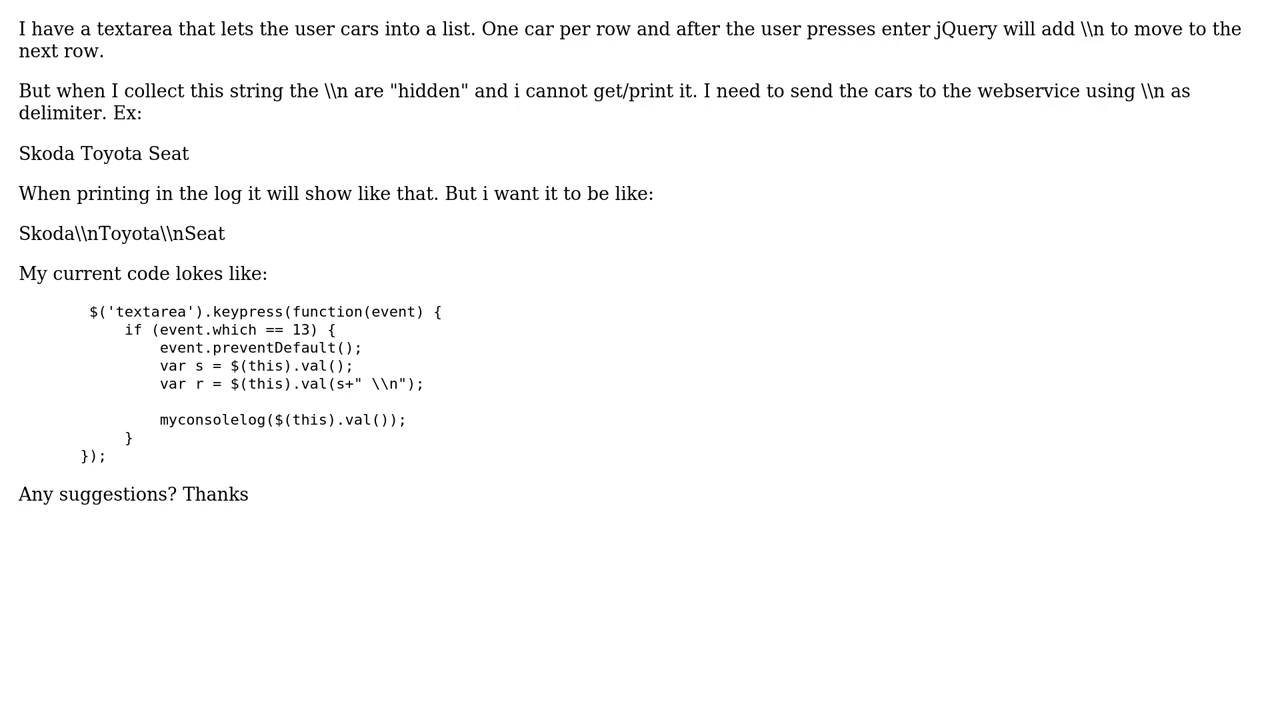 I have a textarea that lets the user cars into a list. One car per row and after the user presses enter jQuery will add \\n to move to the
next row.
But when I collect this string the \\n are "hidden" and i cannot get/print it. I need to send the cars to the webservice using \\n as
delimiter. Ex:
Skoda Toyota Seat
When printing in the log it will show like that. But i want it to be like:
Skoda\\nToyota\\nSeat
My current code lokes like:
$('textarea').keypress(function(event) {
if (event.which == 13) {
event.preventDefault();
var s = $(this).val();
var r = $(this).val(s+" \\n");
myconsolelog($(this).val());
}
});
Any suggestions? Thanks